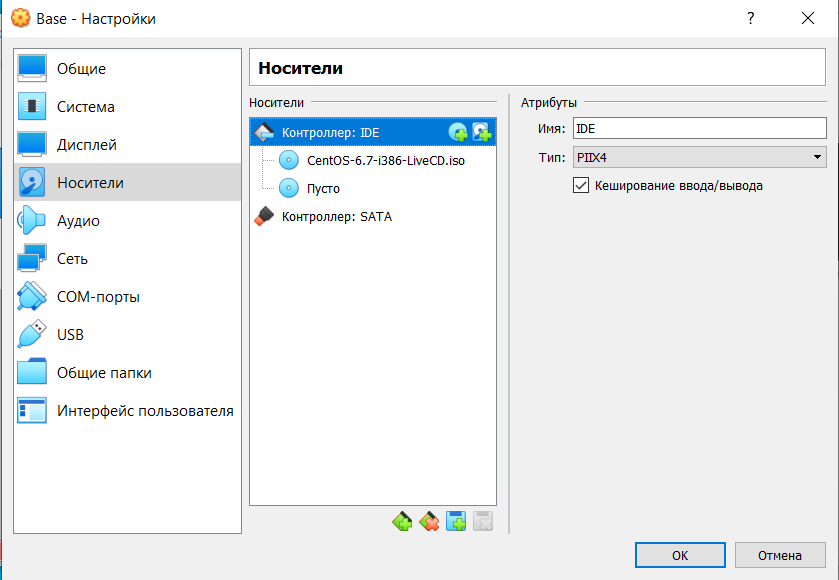 Base - Настройки
?
Общие
Система
Дисплей
Носители
Аудио
Сеть
COM-порты
USB
Общие папки
Интерфейс пользователя
Носители
Носители
Контроллер: IDE
CentOS-6.7-i386-LiveCD.iso
Пусто
Контроллер: SATA
Атрибуты
Имя: IDE
Тип: PIIX4
Кеширование ввода/вывода
OK
Отмена